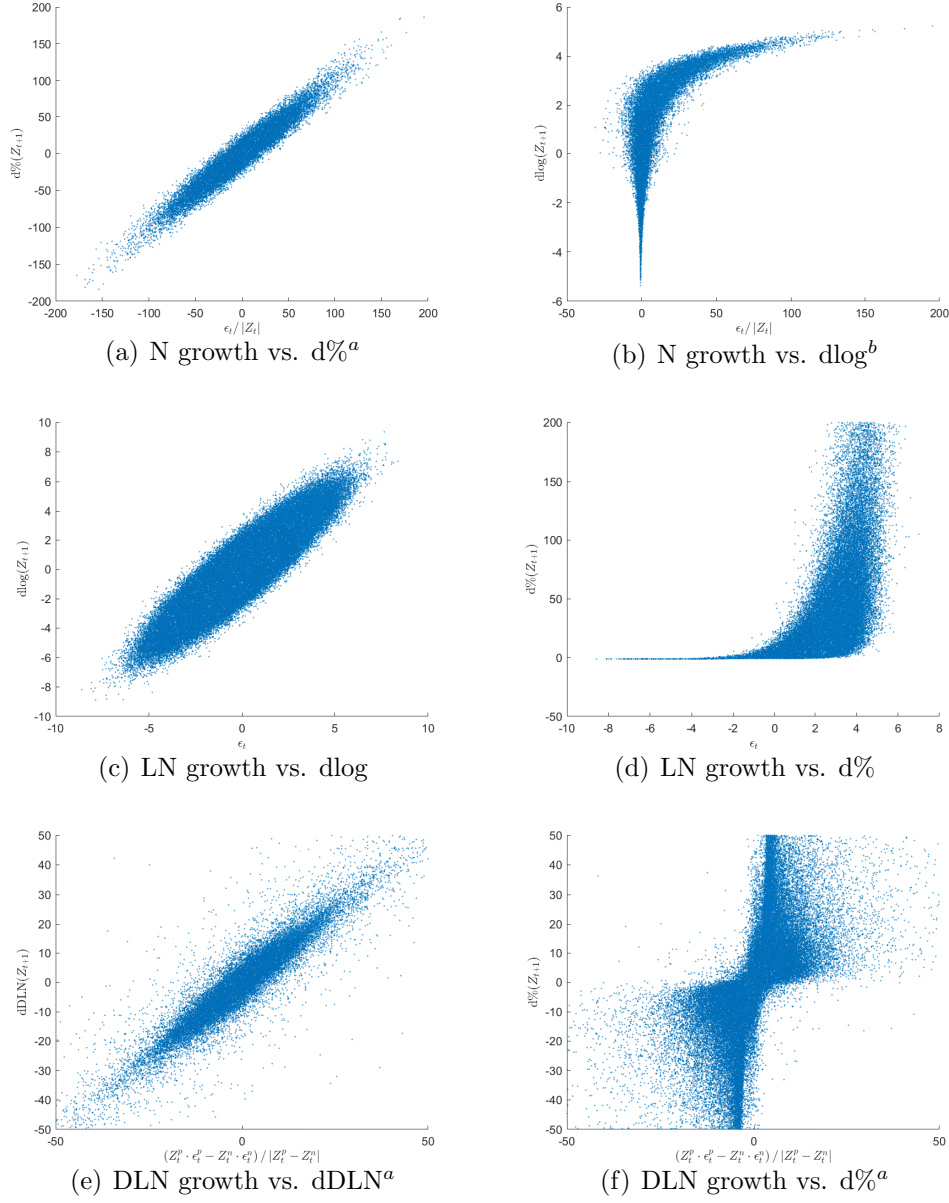 200
150
100
50
0
-50
-100
-150
-200
d%(Z_{t+1})
-200 -150 -100 -50 0 50 100 150 200
ϵ_t/|Z_t|
(a) N growth vs. d%^a
6
4
2
0
-2
-4
-6
dlog(Z_{t+1})
-50 0 50 100 150 200
ϵ_t/|Z_t|
(b) N growth vs. dlog^b
10
8
6
4
2
0
-2
-4
-6
-8
-10
dlog(Z_{t+1})
-10 -5 0 5 10
ϵ_t
(c) LN growth vs. dlog
200
150
100
50
0
-50
d%(Z_{t+1})
-10 -8 -6 -4 -2 0 2 4 6 8
ϵ_t
(d) LN growth vs. d%
50
40
30
20
10
0
-10
-20
-30
-40
-50
dDLN(Z_{t+1})
-50 0 50
(Z_t^p · ϵ_t^p − Z_t^n · ϵ_t^n)/|Z_t^p − Z_t^n|
(e) DLN growth vs. dDLN^a
50
40
30
20
10
0
-10
-20
-30
-40
-50
d%(Z_{t+1})
-50 0 50
(Z_t^p · ϵ_t^p − Z_t^n · ϵ_t^n)/|Z_t^p − Z_t^n|
(f) DLN growth vs. d%^a